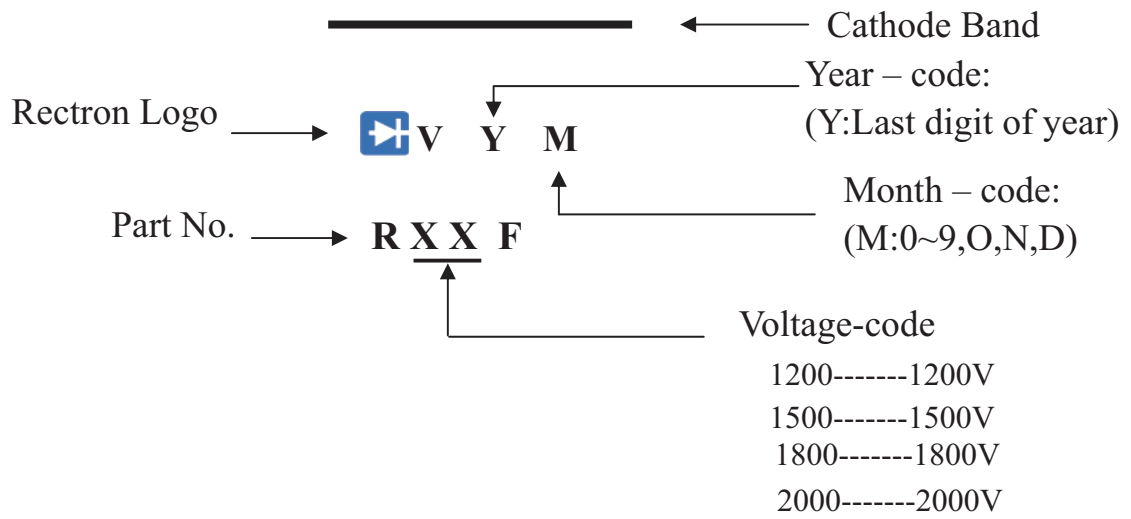 Cathode Band
Year – code:
(Y:Last digit of year)
Rectron Logo
V Y M
Month – code:
(M:0~9,O,N,D)
Part No.
R X X F
Voltage-code
1200-------1200V
1500-------1500V
1800-------1800V
2000-------2000V